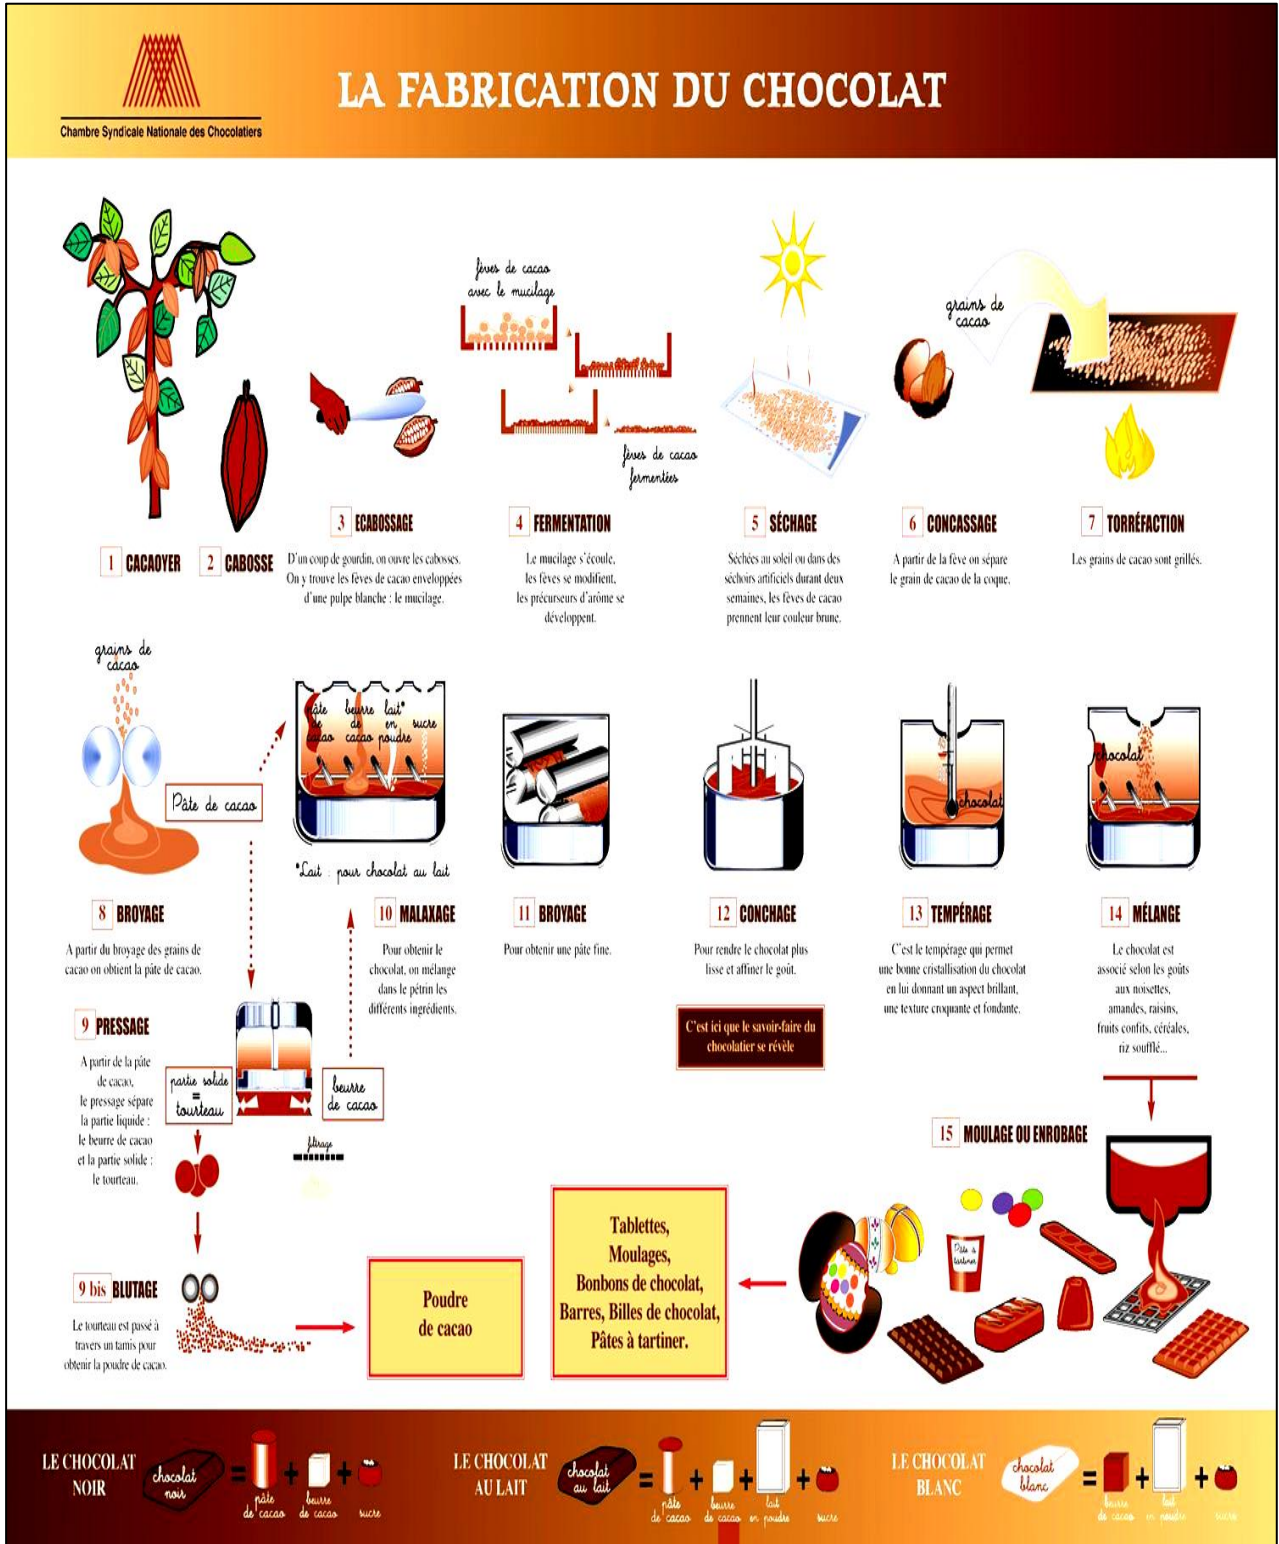 Chambre Syndicale Nationale des Chocolatiers
LA FABRICATION DU CHOCOLAT
1 CACAOYER
2 CABOSSE
3 ECABOSSAGE
D'un coup de gourdin, on ouvre les cabosses.
On y trouve les fèves de cacao enveloppées
d'une pulpe blanche : le mucilage.
fèves de cacao
avec le mucilage
fèves de cacao
fermentées
4 FERMENTATION
Le mucilage s'écoule,
les fèves se modifient,
les précurseurs d'arôme se
développent.
5 SÉCHAGE
Séchées au soleil ou dans des
séchoirs artificiels durant deux
semaines, les fèves de cacao
prennent leur couleur brune.
6 CONCASSAGE
A partir de la fève on sépare
le grain de cacao de la coque.
grains de
cacao
7 TORRÉFACTION
Les grains de cacao sont grillés.
grains de
cacao
Pâte de cacao
8 BROYAGE
A partir du broyage des grains de
cacao on obtient la pâte de cacao.
9 PRESSAGE
A partir de la pâte
de cacao,
le pressage sépare
la partie liquide :
le beurre de cacao
et la partie solide :
le tourteau.
partie solide
=
tourteau
beurre
de cacao
filtrage
9 bis BLUTAGE
Le tourteau est passé à
travers un tamis pour
obtenir la poudre de cacao.
Poudre
de cacao
pâte
de
cacao
beurre
de
cacao
lait*
en
poudre
sucre
*Lait : pour chocolat au lait
10 MALAXAGE
Pour obtenir le
chocolat, on mélange
dans le pétrin les
différents ingrédients.
11 BROYAGE
Pour obtenir une pâte fine.
12 CONCHAGE
Pour rendre le chocolat plus
lisse et affiner le goût.
C'est ici que le savoir-faire du
chocolatier se révèle
chocolat
13 TEMPÉRAGE
C'est le tempérage qui permet
une bonne cristallisation du chocolat
en lui donnant un aspect brillant,
une texture croquante et fondante.
chocolat
14 MÉLANGE
Le chocolat est
associé selon les goûts
aux noisettes,
amandes, raisins,
fruits confits, céréales,
riz soufflé...
15 MOULAGE OU ENROBAGE
Pâte à
tartiner
Tablettes,
Moulages,
Bonbons de chocolat,
Barres, Billes de chocolat,
Pâtes à tartiner.
LE CHOCOLAT
NOIR
chocolat
noir
=
pâte
de cacao
+
beurre
de cacao
+
sucre
LE CHOCOLAT
AU LAIT
chocolat
au lait
=
pâte
de cacao
+
beurre
de cacao
+
lait
en poudre
+
sucre
LE CHOCOLAT
BLANC
chocolat
blanc
=
beurre
de cacao
+
lait
en poudre
+
sucre